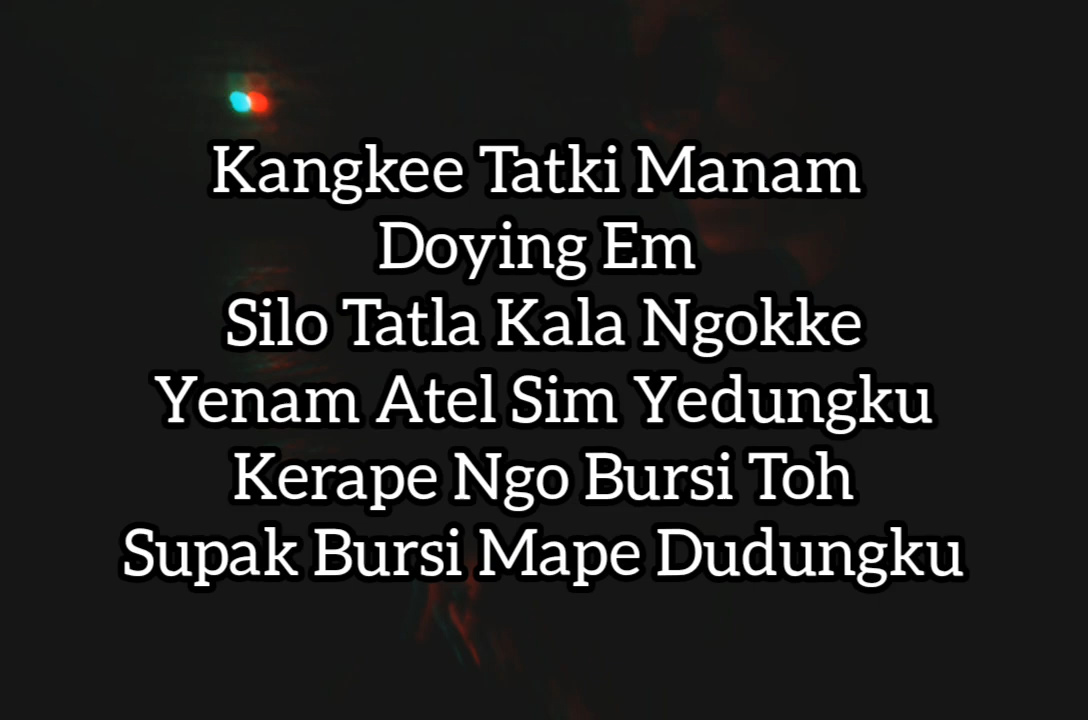 Kangkee Tatki Manam
Doying Em
Silo Tatla Kala Ngokke
Yenam Atel Sim Yedungku
Kerape Ngo Bursi Toh
Supak Bursi Mape Dudungku